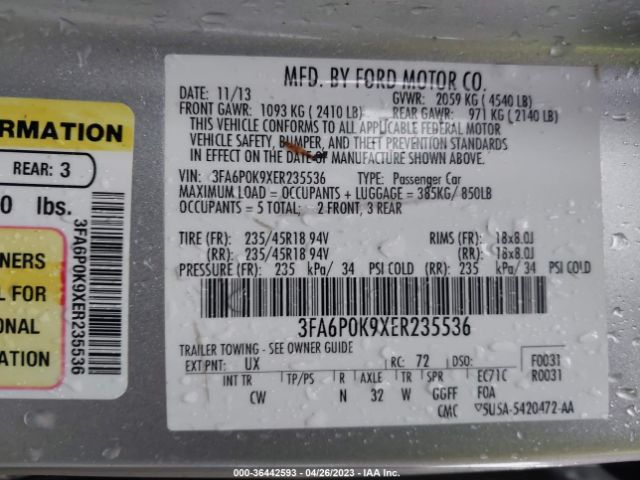 MFD. BY FORD MOTOR CO.
DATE: 11/13
GVWR: 2059 KG ( 4540 LB)
FRONT GAWR: 1093 KG ( 2410 LB)
REAR GAWR: 971 KG ( 2140 LB)
THIS VEHICLE CONFORMS TO ALL APPLICABLE FEDERAL MOTOR
VEHICLE SAFETY, BUMPER, AND THEFT PREVENTION STANDARDS
IN EFFECT ON THE DATE OF MANUFACTURE SHOWN ABOVE.
VIN: 3FA6P0K9XER235536 TYPE: Passenger Car
MAXIMUM LOAD = OCCUPANTS + LUGGAGE = 385KG/ 850LB
OCCUPANTS = 5 TOTAL: 2 FRONT, 3 REAR
TIRE (FR): 235/45R18 94V RIMS (FR): 18x8.0J
(RR): 235/45R18 94V (RR): 18x8.0J
PRESSURE (FR): 235 kPa/ 34 PSI COLD (RR): 235 kPa/ 34 PSI COLD
3FA6P0K9XER235536
TRAILER TOWING - SEE OWNER GUIDE
EXT PNT: UX RC: 72 DSO: F0031
R0031
INT TR TP/PS R AXLE TR SPR EC71C
CW N 32 W GGFF F0A
CMC 5U5A-5420472-AA
ORMATION
REAR: 3
0 lbs.
NERS
L FOR
ONAL
ATION
3FA6P0K9XER235536
000-36442593 - 04/26/2023 - IAA Inc.